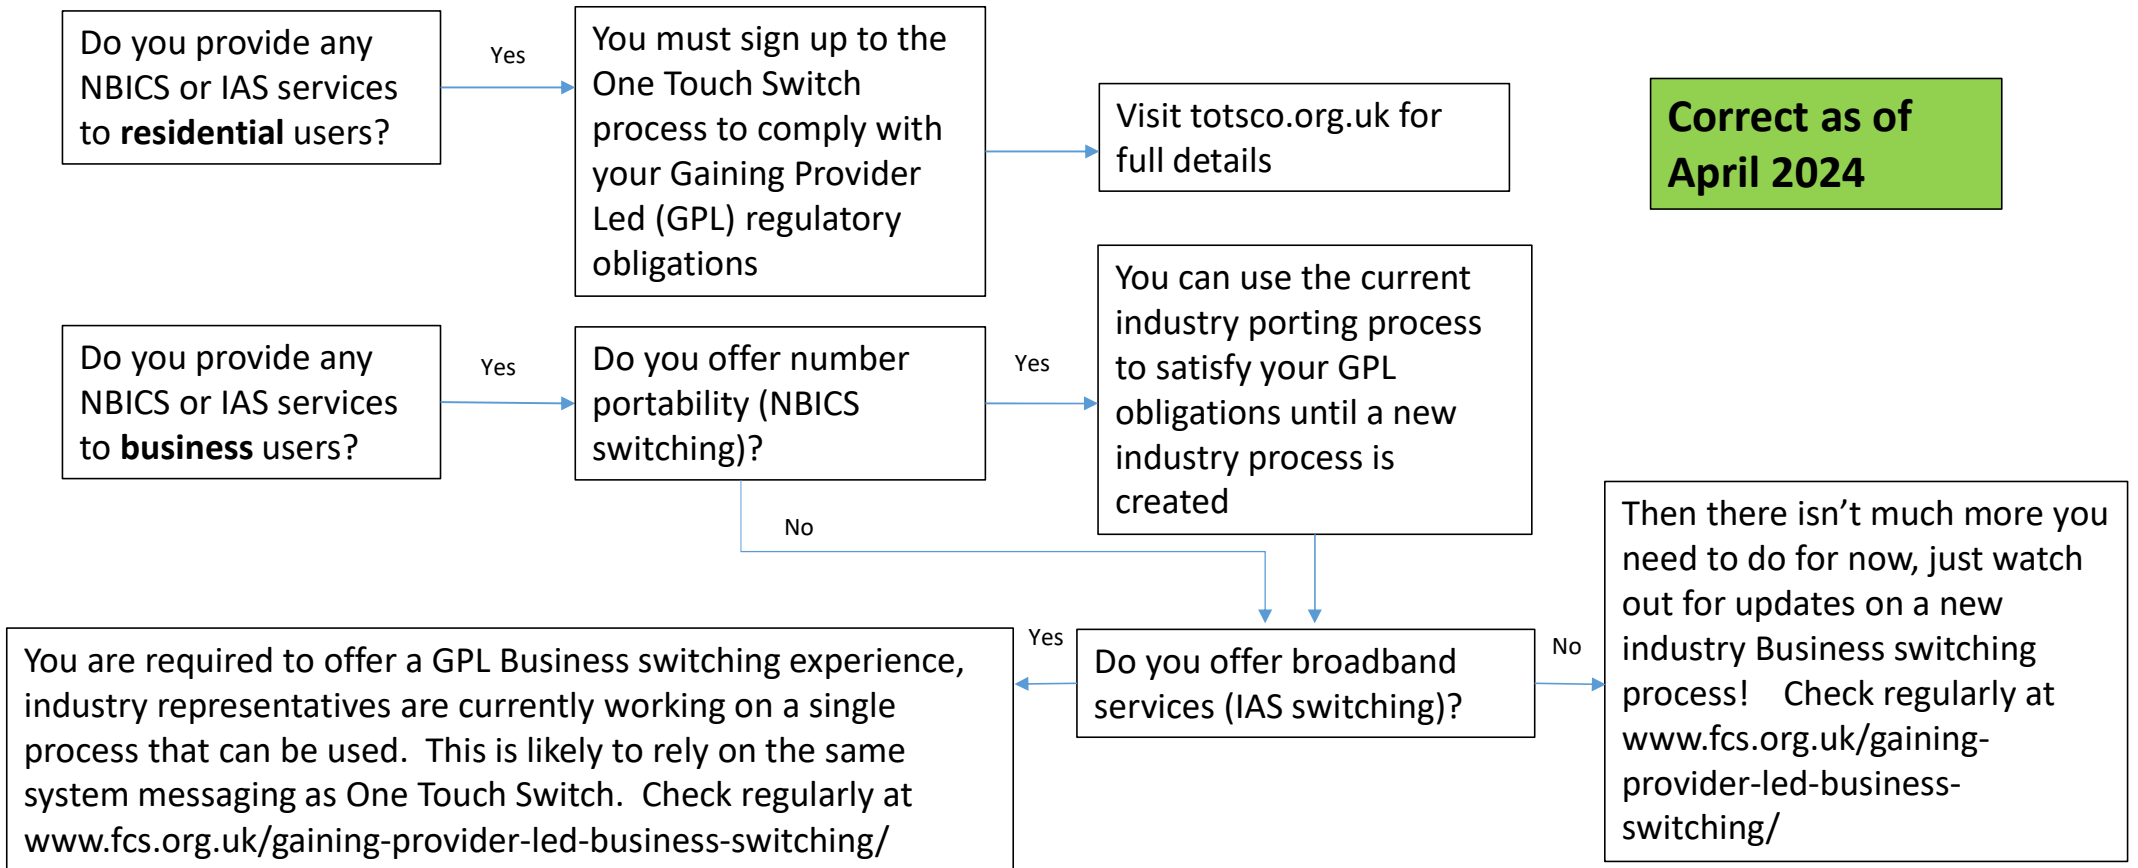 Do you provide any
NBICS or IAS services
to residential users?
Yes
You must sign up to the
One Touch Switch
process to comply with
your Gaining Provider
Led (GPL) regulatory
obligations
Visit totsco.org.uk for
full details
Correct as of
April 2024
Do you provide any
NBICS or IAS services
to business users?
Yes
Do you offer number
portability (NBICS
switching)?
Yes
You can use the current
industry porting process
to satisfy your GPL
obligations until a new
industry process is
created
No
Do you offer broadband
services (IAS switching)?
Yes
You are required to offer a GPL Business switching experience,
industry representatives are currently working on a single
process that can be used.  This is likely to rely on the same
system messaging as One Touch Switch.  Check regularly at
www.fcs.org.uk/gaining-provider-led-business-switching/
No
Then there isn’t much more you
need to do for now, just watch
out for updates on a new
industry Business switching
process!    Check regularly at
www.fcs.org.uk/gaining-
provider-led-business-
switching/